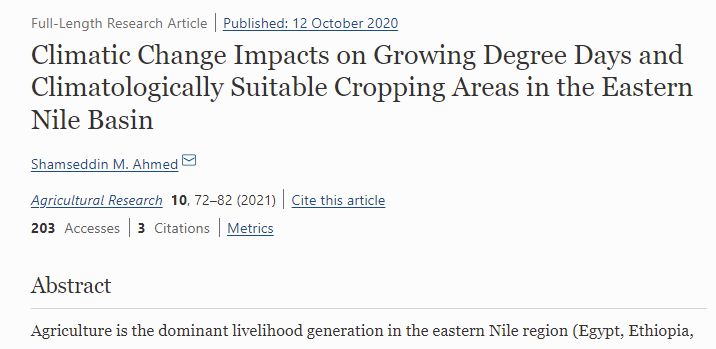 Full-Length Research Article | Published: 12 October 2020
Climatic Change Impacts on Growing Degree Days and
Climatologically Suitable Cropping Areas in the Eastern
Nile Basin
Shamseddin M. Ahmed
Agricultural Research 10, 72–82 (2021) | Cite this article
203 Accesses | 3 Citations | Metrics
Abstract
Agriculture is the dominant livelihood generation in the eastern Nile region (Egypt, Ethiopia,